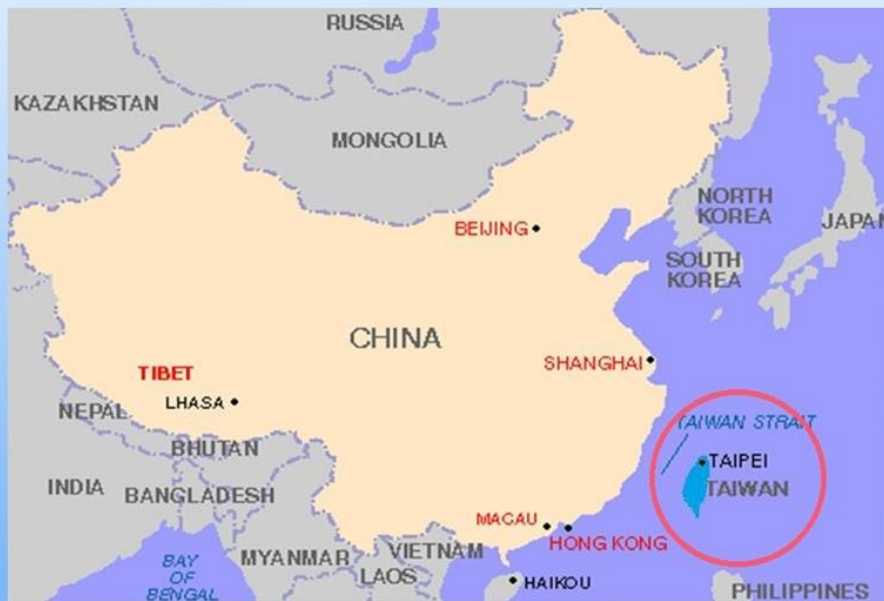 RUSSIA
KAZAKHSTAN
MONGOLIA
NORTH
KOREA
JAPAN
BEIJING
SOUTH
KOREA
CHINA
SHANGHAI
TIBET
LHASA
NEPAL
TAIWAN STRAIT
BHUTAN
TAIPEI
INDIA
BANGLADESH
TAIWAN
MACAU
HONG KONG
MYANMAR
VIETNAM
LAOS
BAY
OF
BENGAL
HAIKOU
PHILIPPINES